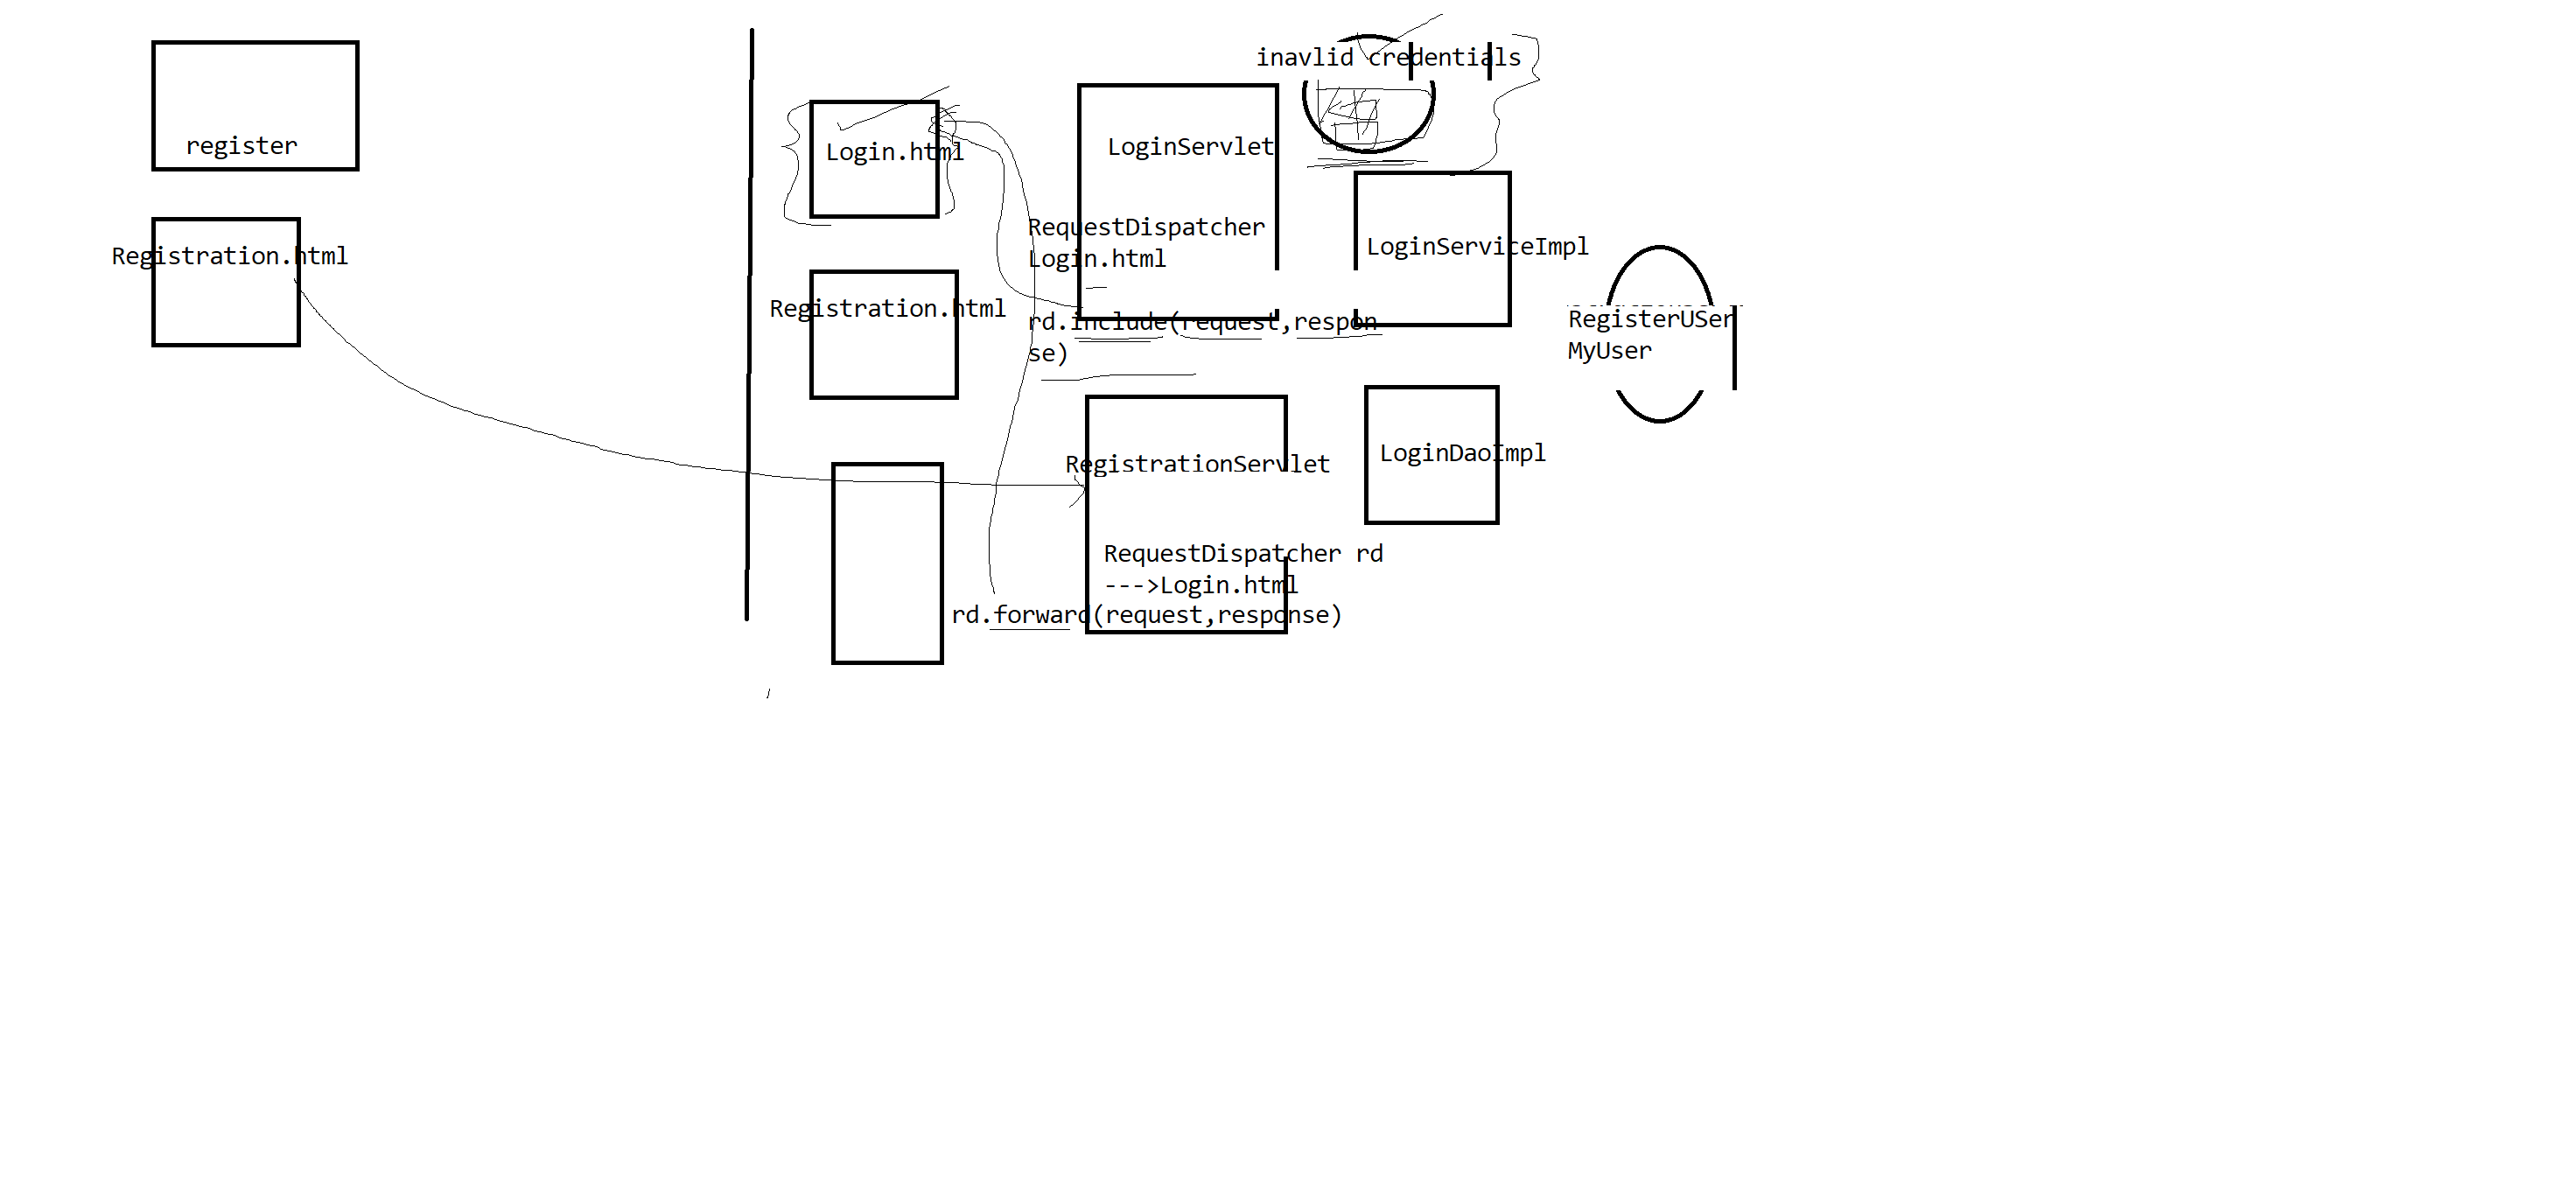 register
Registration.html
Login.html
Registration.html
inavlid credentials
LoginServlet
RequestDispatcher
Login.html
rd.include(request,respon
se)
LoginServiceImpl
RegisterUSer
MyUser
RegistrationServlet
RequestDispatcher rd
--->Login.html
rd.forward(request,response)
LoginDaoImpl